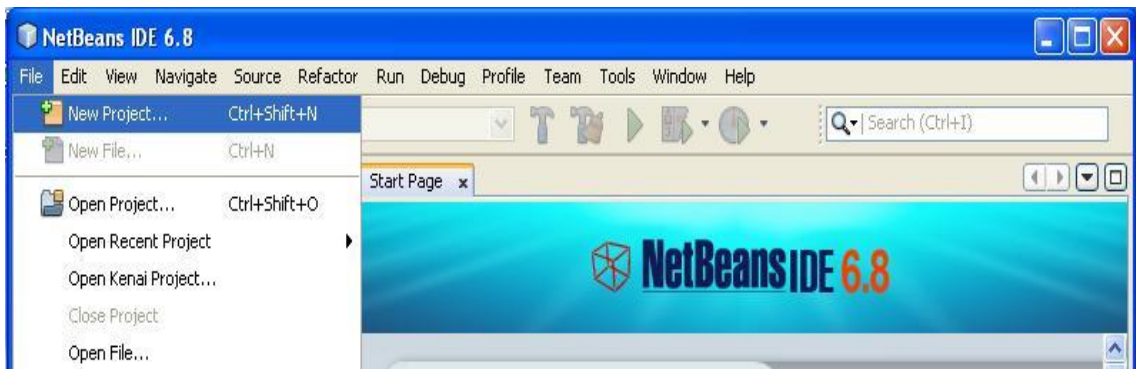 NetBeans IDE 6.8
File Edit View Navigate Source Refactor Run Debug Profile Team Tools Window Help
New Project... Ctrl+Shift+N
Search (Ctrl+I)
New File... Ctrl+N
Start Page x
Open Project... Ctrl+Shift+O
Open Recent Project
NetBeans IDE 6.8
Open Kenai Project...
Close Project
Open File...